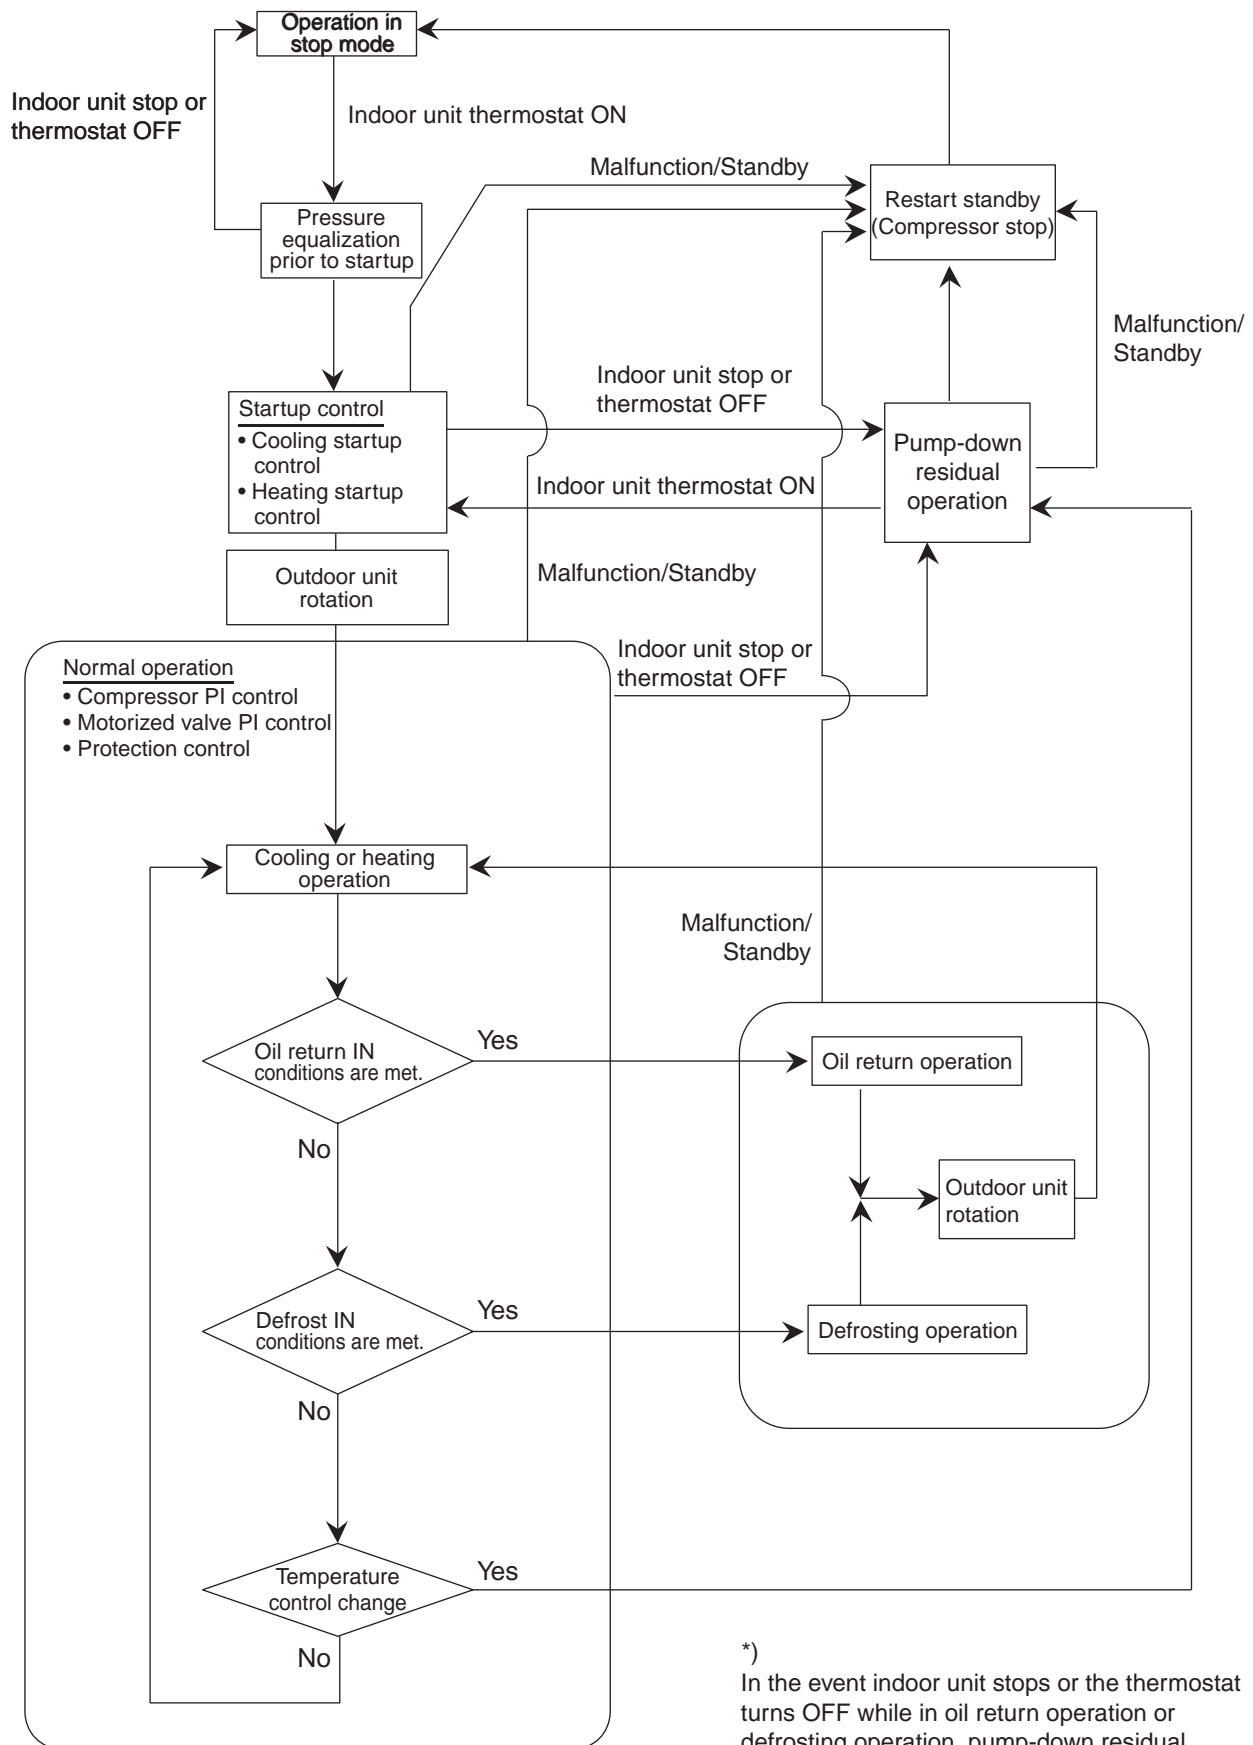 Operation in
stop mode
Indoor unit stop or
thermostat OFF
Indoor unit thermostat ON
Malfunction/Standby
Restart standby
(Compressor stop)
Pressure
equalization
prior to startup
Malfunction/
Standby
Indoor unit stop or
thermostat OFF
Startup control
• Cooling startup
control
• Heating startup
control
Pump-down
residual
operation
Indoor unit thermostat ON
Outdoor unit
rotation
Malfunction/Standby
Indoor unit stop or
thermostat OFF
Normal operation
• Compressor PI control
• Motorized valve PI control
• Protection control
Cooling or heating
operation
Malfunction/
Standby
Oil return IN
conditions are met.
Yes
Oil return operation
No
Outdoor unit
rotation
Defrost IN
conditions are met.
Yes
Defrosting operation
No
Temperature
control change
Yes
No
*)
In the event indoor unit stops or the thermostat
turns OFF while in oil return operation or
defrosting operation, pump-down residual